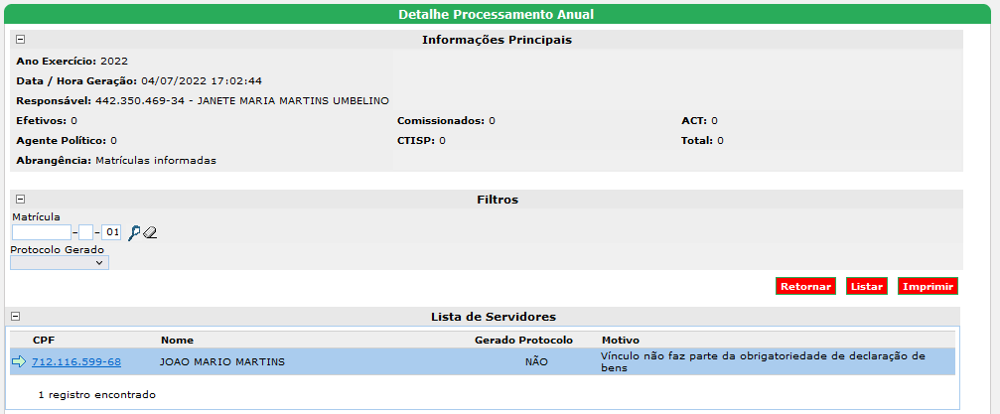 Detalhe Processamento Anual
Informações Principais
Ano Exercício: 2022
Data / Hora Geração: 04/07/2022 17:02:44
Responsável: 442.350.469-34 - JANETE MARIA MARTINS UMBELINO
Efetivos: 0 Comissionados: 0 ACT: 0
Agente Político: 0 CTISP: 0 Total: 0
Abrangência: Matrículas informadas
Filtros
Matrícula
- - 01
Protocolo Gerado
Retornar Listar Imprimir
Lista de Servidores
CPF Nome Gerado Protocolo Motivo
712.116.599-68 JOAO MARIO MARTINS NÃO Vínculo não faz parte da obrigatoriedade de declaração de
bens
1 registro encontrado